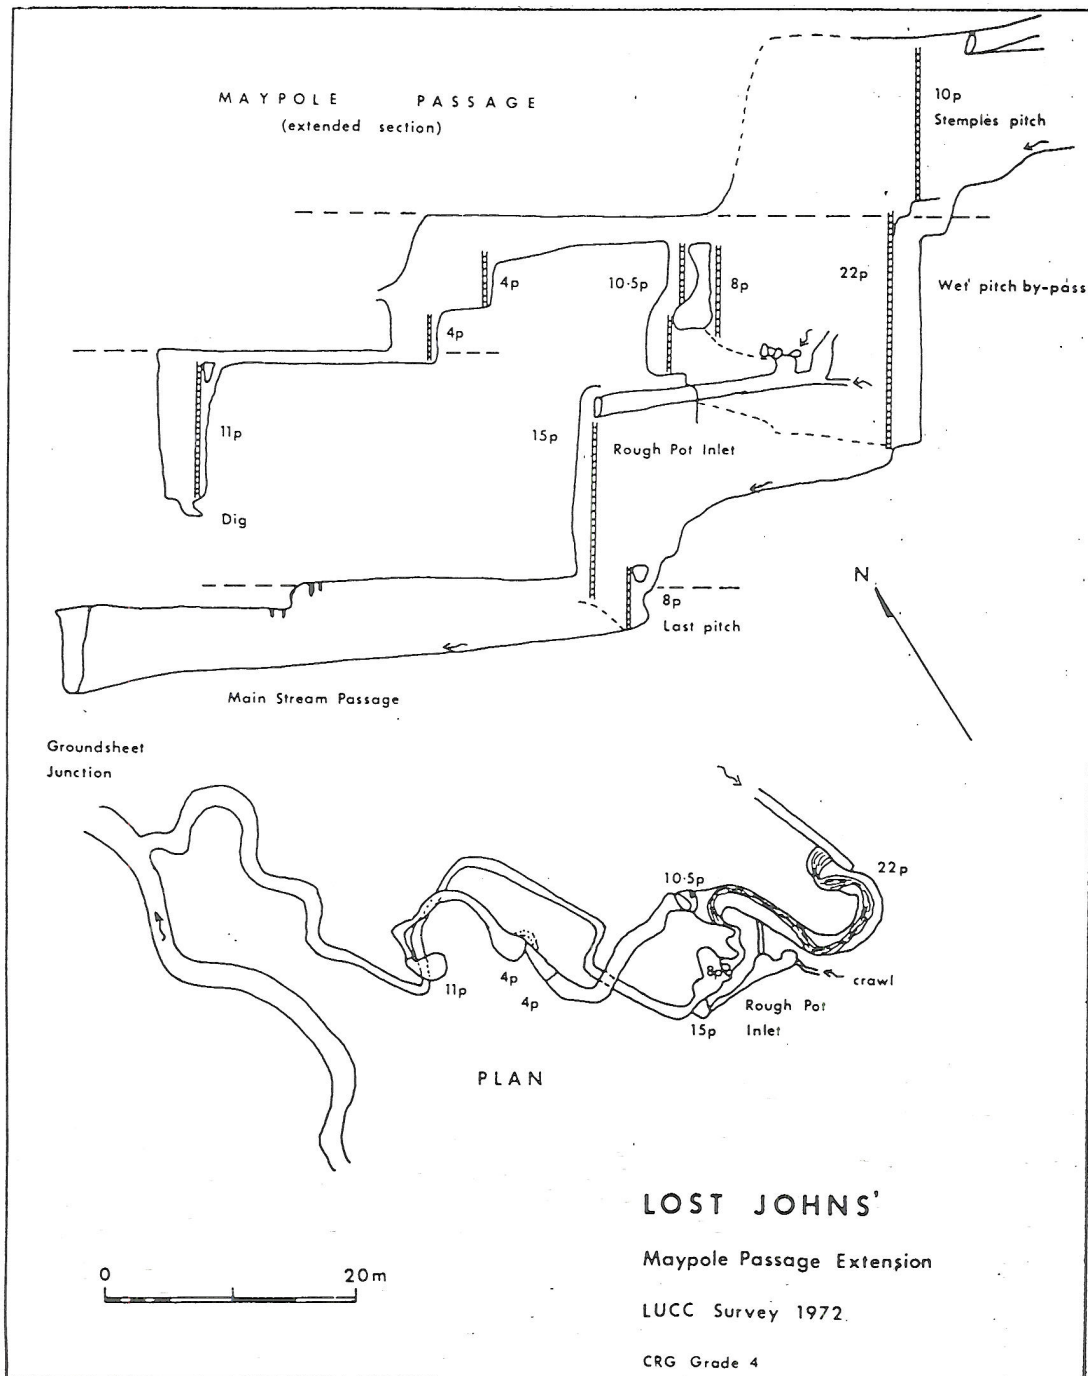 MAYPOLE PASSAGE
(extended section)
10p
Stemples pitch
4p
10·5p
8p
22p
Wet' pitch by-pass
4p
11p
15p
Rough Pot Inlet
Dig
N
8p
Last pitch
Main Stream Passage
Groundsheet
Junction
10·5p
22p
11p
4p
4p
8p
crawl
15p
Rough Pot
Inlet
PLAN
LOST JOHNS'
Maypole Passage Extension
0 20m
LUCC Survey 1972.
CRG Grade 4